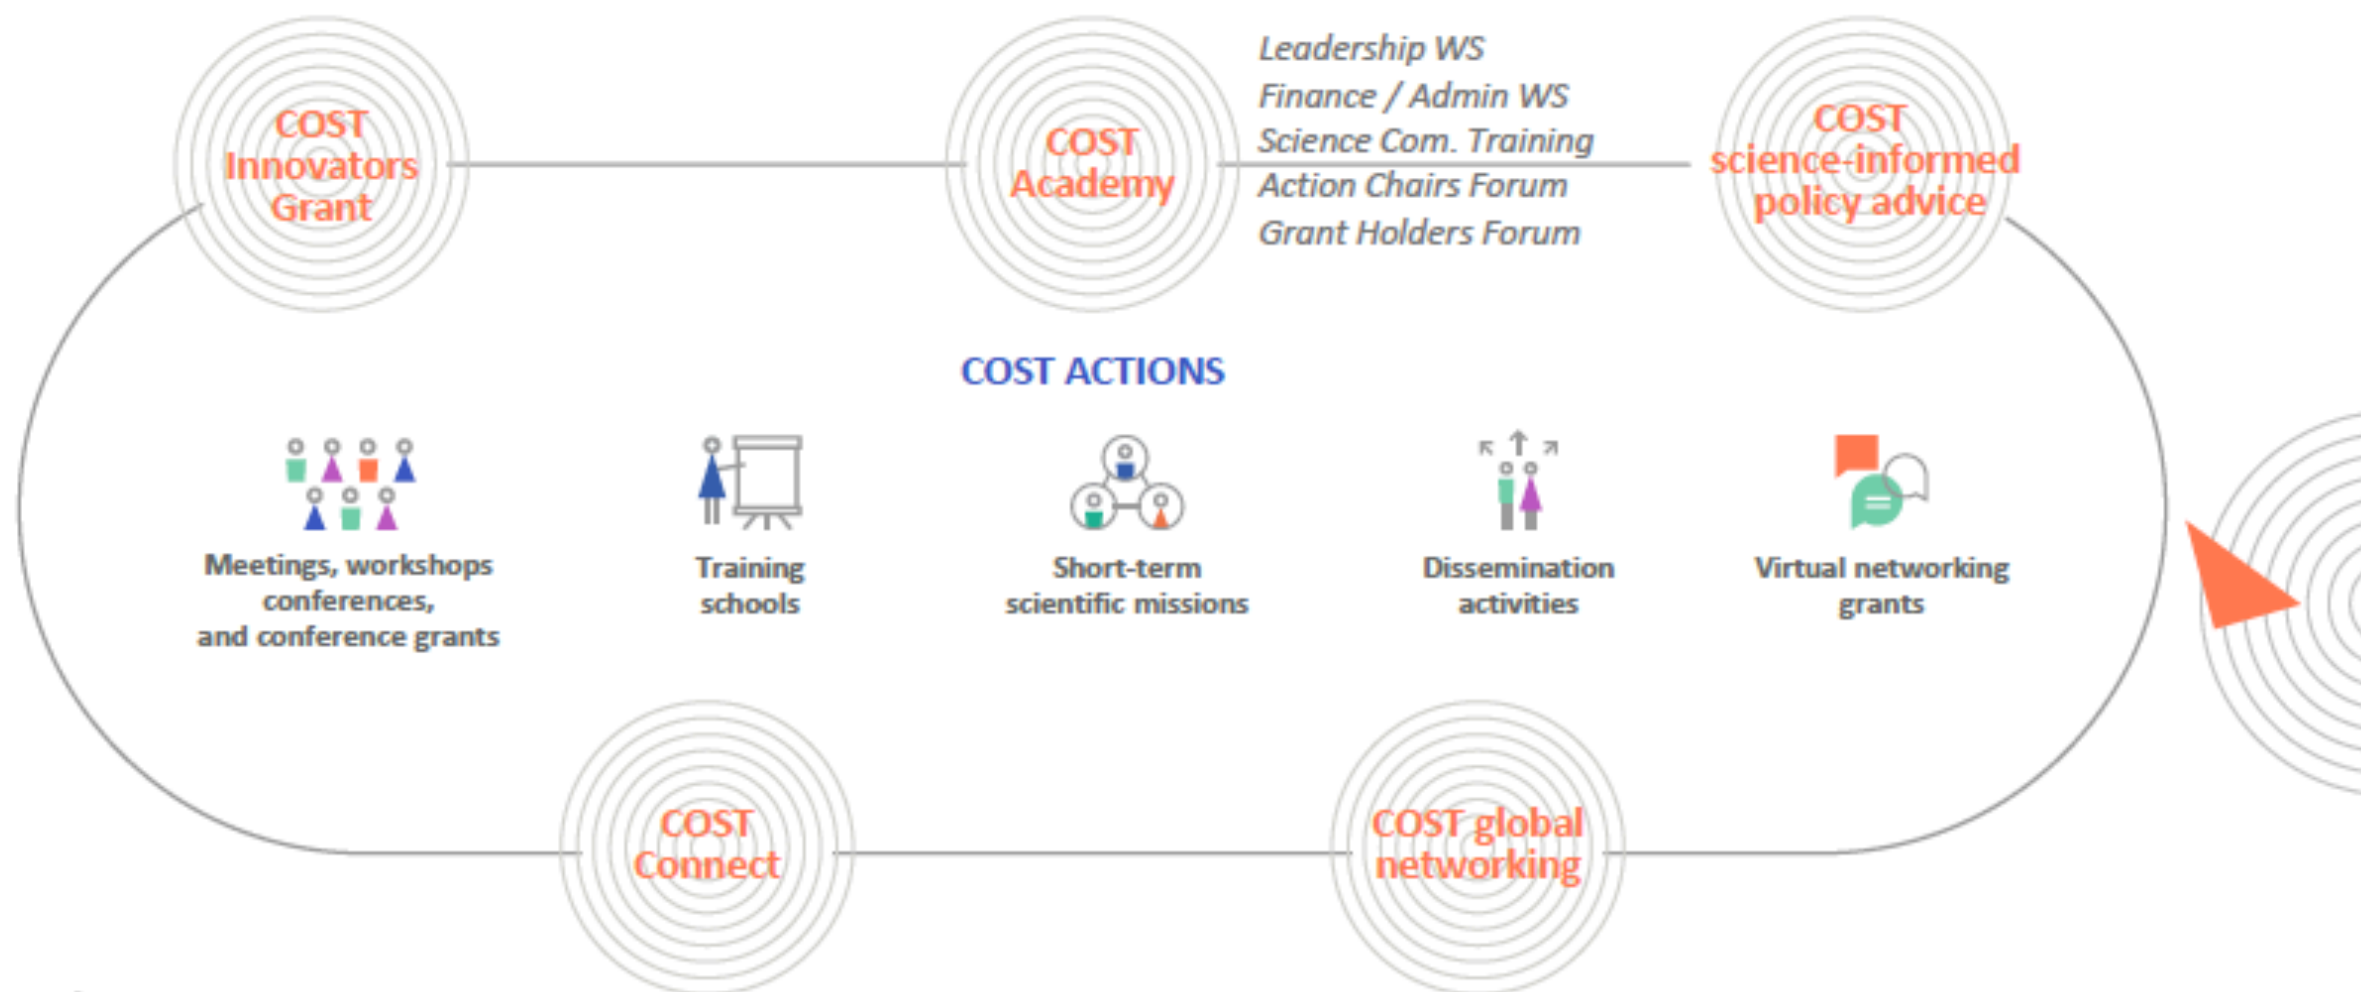 COST
Innovators
Grant
COST
Academy
Leadership WS
Finance / Admin WS
Science Com. Training
Action Chairs Forum
Grant Holders Forum
COST
science-informed
policy advice
COST ACTIONS
Meetings, workshops
conferences,
and conference grants
Training
schools
Short-term
scientific missions
Dissemination
activities
Virtual networking
grants
COST
Connect
COST global
networking